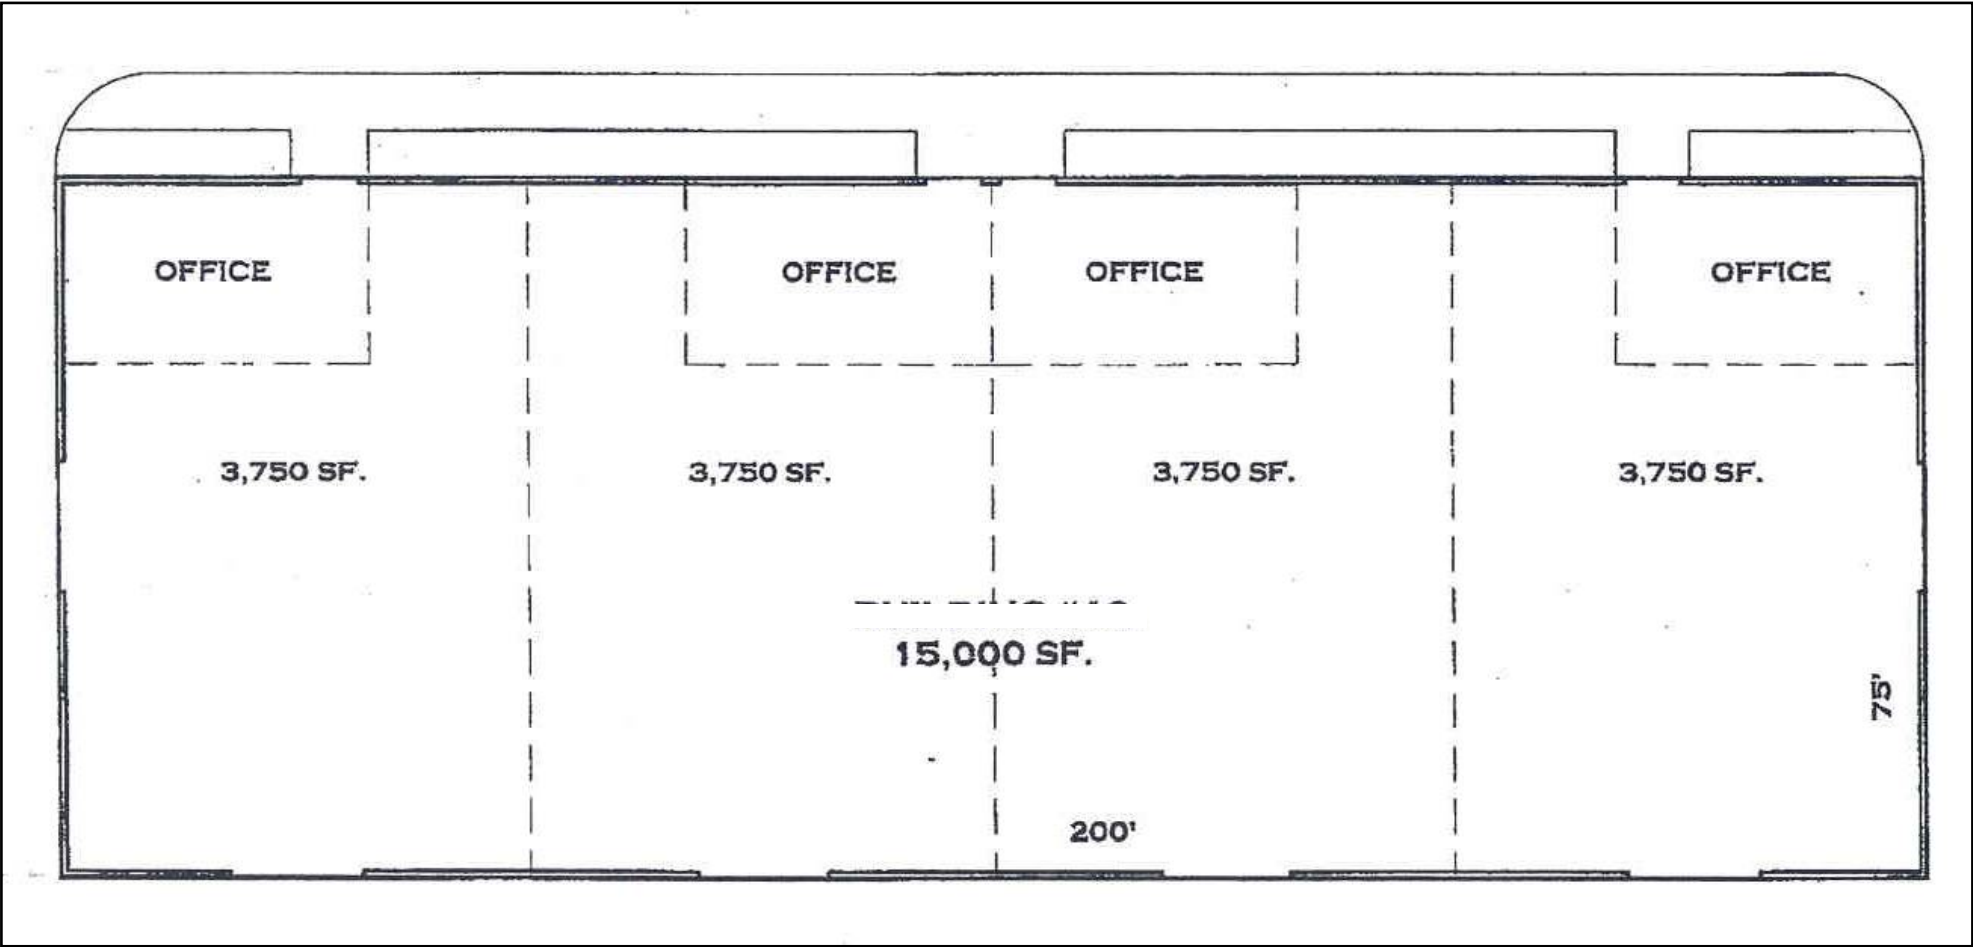 OFFICE OFFICE OFFICE OFFICE
3,750 SF. 3,750 SF. 3,750 SF. 3,750 SF.
15,000 SF.
75'
200'